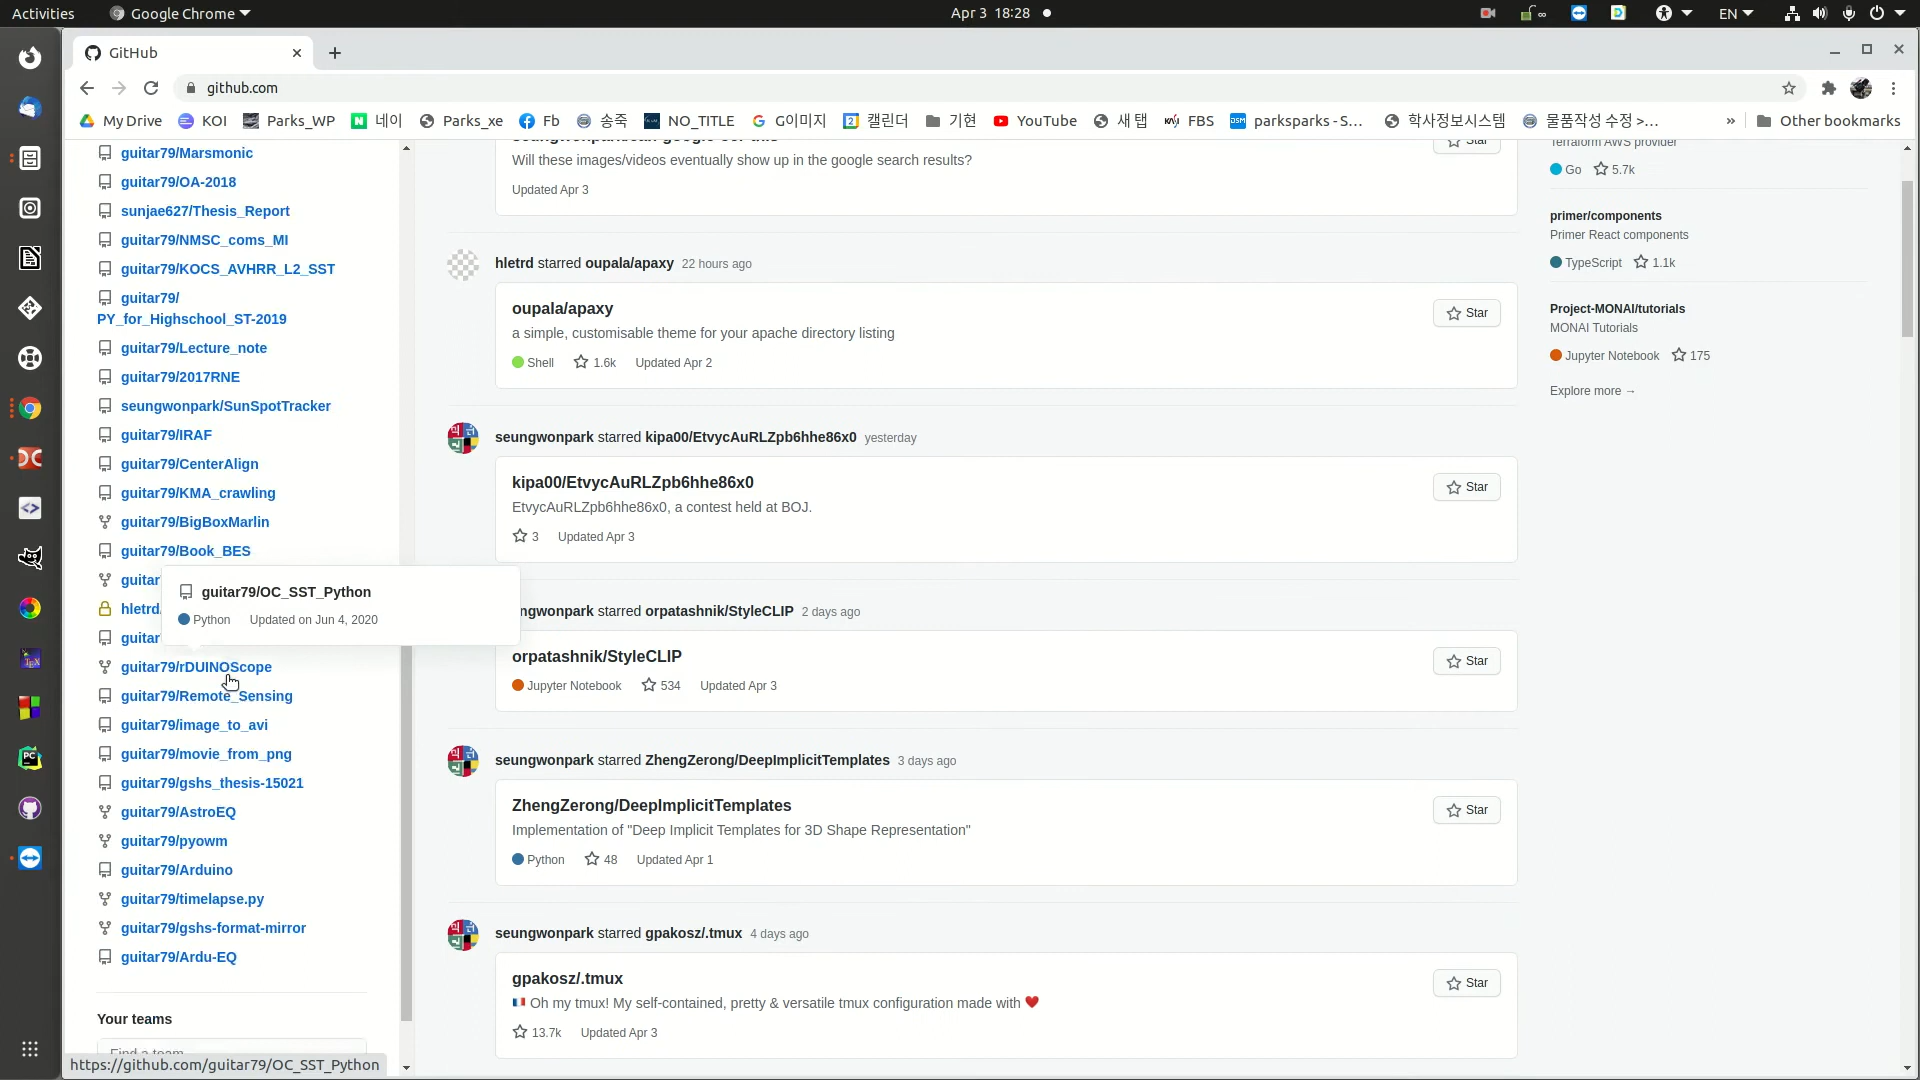 Activities
Google Chrome
Apr 3 18:28
EN
GitHub
github.com
My Drive
KOI
Parks_WP
네이
Parks_xe
Fb
송죽
NO_TITLE
G이미지
캘린더
기현
YouTube
새 탭
FBS
parksparks - S...
학사정보시스템
물품작성 수정 >...
»
Other bookmarks
guitar79/Marsmonic
guitar79/OA-2018
sunjae627/Thesis_Report
guitar79/NMSC_coms_MI
guitar79/KOCS_AVHRR_L2_SST
guitar79/
PY_for_Highschool_ST-2019
guitar79/Lecture_note
guitar79/2017RNE
seungwonpark/SunSpotTracker
guitar79/IRAF
guitar79/CenterAlign
guitar79/KMA_crawling
guitar79/BigBoxMarlin
guitar79/Book_BES
guitar
hletrd
guitar
guitar79/OC_SST_Python
Python Updated on Jun 4, 2020
guitar79/rDUINOScope
guitar79/Remote_Sensing
guitar79/image_to_avi
guitar79/movie_from_png
guitar79/gshs_thesis-15021
guitar79/AstroEQ
guitar79/pyowm
guitar79/Arduino
guitar79/timelapse.py
guitar79/gshs-format-mirror
guitar79/Ardu-EQ
Your teams
Find a team
https://github.com/guitar79/OC_SST_Python
Star
Will these images/videos eventually show up in the google search results?
Updated Apr 3
hletrd starred oupala/apaxy 22 hours ago
oupala/apaxy
Star
a simple, customisable theme for your apache directory listing
Shell 1.6k Updated Apr 2
seungwonpark starred kipa00/EtvycAuRLZpb6hhe86x0 yesterday
kipa00/EtvycAuRLZpb6hhe86x0
Star
EtvycAuRLZpb6hhe86x0, a contest held at BOJ.
3 Updated Apr 3
ngwonpark starred orpatashnik/StyleCLIP 2 days ago
orpatashnik/StyleCLIP
Star
Jupyter Notebook 534 Updated Apr 3
seungwonpark starred ZhengZerong/DeepImplicitTemplates 3 days ago
ZhengZerong/DeepImplicitTemplates
Star
Implementation of "Deep Implicit Templates for 3D Shape Representation"
Python 48 Updated Apr 1
seungwonpark starred gpakosz/.tmux 4 days ago
gpakosz/.tmux
Star
🇫🇷 Oh my tmux! My self-contained, pretty & versatile tmux configuration made with ❤️
13.7k Updated Apr 3
Terraform AWS provider
Go 5.7k
primer/components
Primer React components
TypeScript 1.1k
Project-MONAI/tutorials
MONAI Tutorials
Jupyter Notebook 175
Explore more →